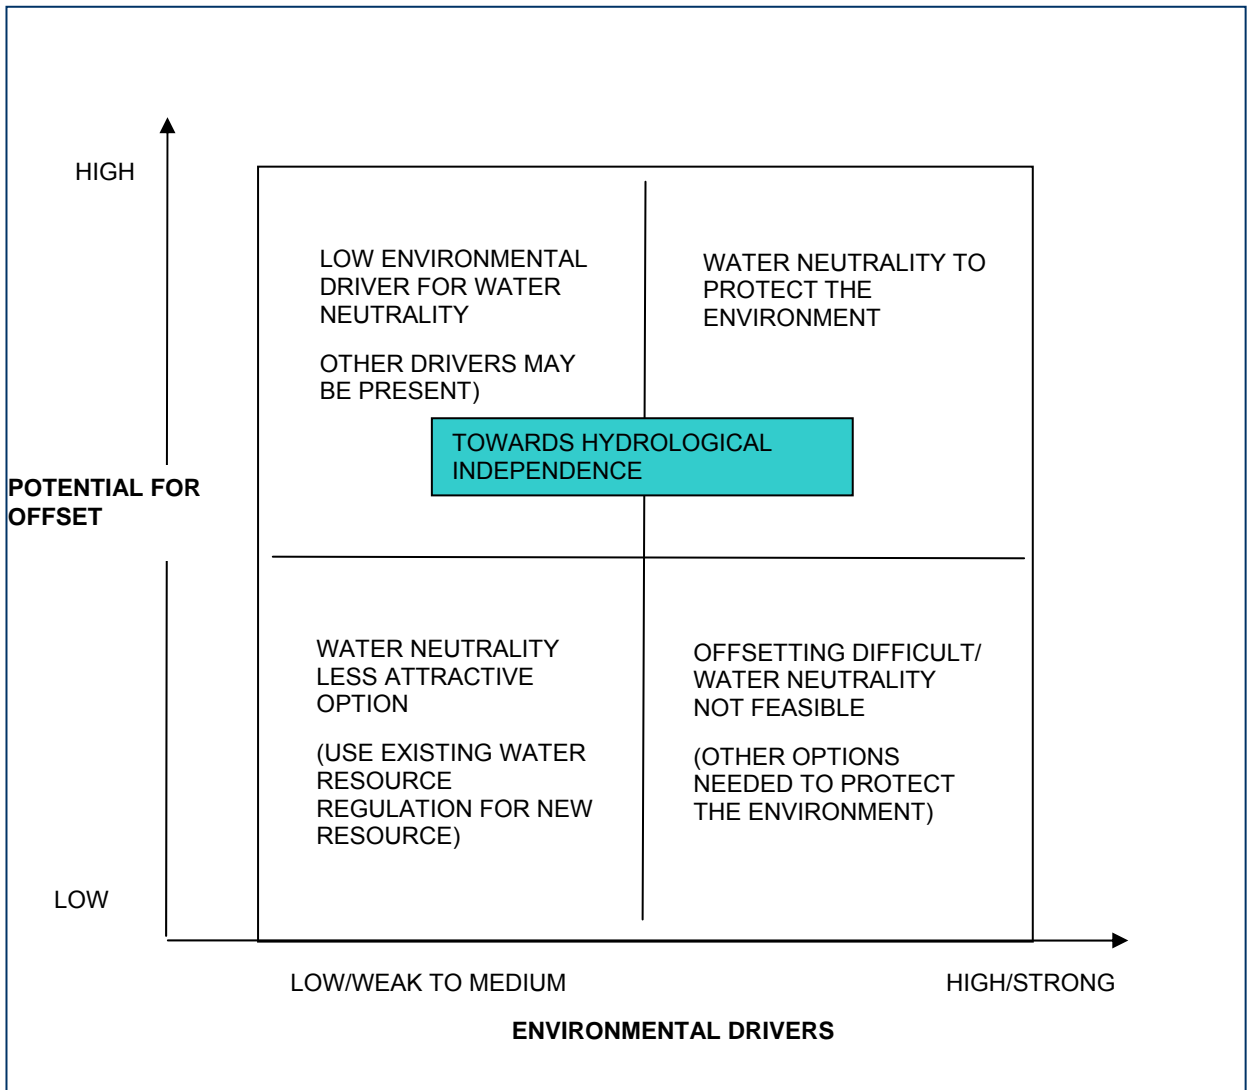 HIGH
LOW ENVIRONMENTAL
DRIVER FOR WATER
NEUTRALITY
OTHER DRIVERS MAY
BE PRESENT)
WATER NEUTRALITY TO
PROTECT THE
ENVIRONMENT
TOWARDS HYDROLOGICAL
INDEPENDENCE
POTENTIAL FOR
OFFSET
WATER NEUTRALITY
LESS ATTRACTIVE
OPTION
(USE EXISTING WATER
RESOURCE
REGULATION FOR NEW
RESOURCE)
OFFSETTING DIFFICULT/
WATER NEUTRALITY
NOT FEASIBLE
(OTHER OPTIONS
NEEDED TO PROTECT
THE ENVIRONMENT)
LOW
LOW/WEAK TO MEDIUM
HIGH/STRONG
ENVIRONMENTAL DRIVERS